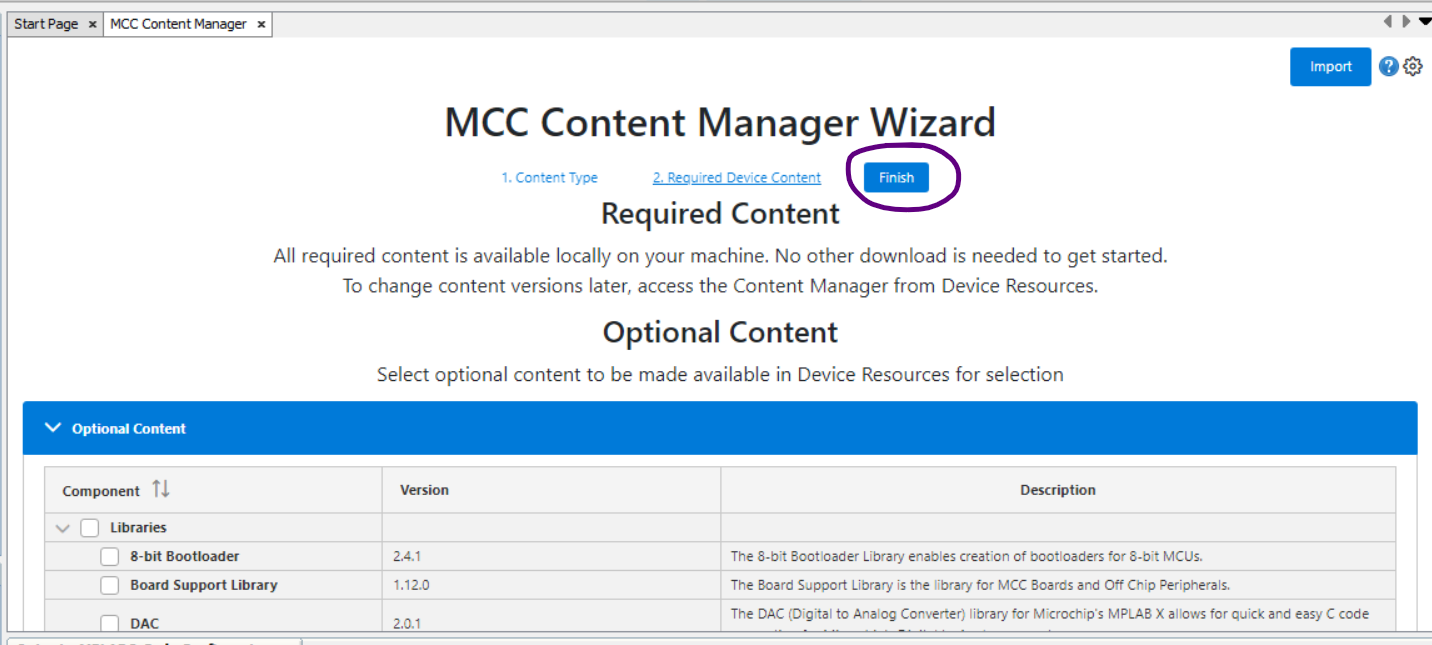 Start Page × MCC Content Manager ×
Import ?
MCC Content Manager Wizard
1. Content Type 2. Required Device Content Finish
Required Content
All required content is available locally on your machine. No other download is needed to get started.
To change content versions later, access the Content Manager from Device Resources.
Optional Content
Select optional content to be made available in Device Resources for selection
Optional Content
Component Version Description
Libraries
8-bit Bootloader 2.4.1 The 8-bit Bootloader Library enables creation of bootloaders for 8-bit MCUs.
Board Support Library 1.12.0 The Board Support Library is the library for MCC Boards and Off Chip Peripherals.
DAC 2.0.1 The DAC (Digital to Analog Converter) library for Microchip's MPLAB X allows for quick and easy C code